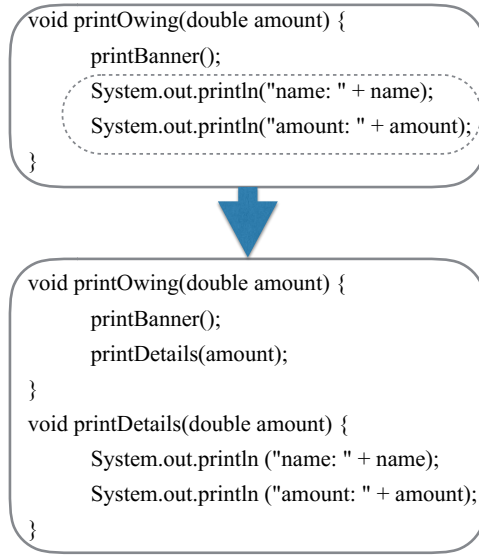 void printOwing(double amount) {
printBanner();
System.out.println("name: " + name);
System.out.println("amount: " + amount);
}
void printOwing(double amount) {
printBanner();
printDetails(amount);
}
void printDetails(double amount) {
System.out.println ("name: " + name);
System.out.println ("amount: " + amount);
}